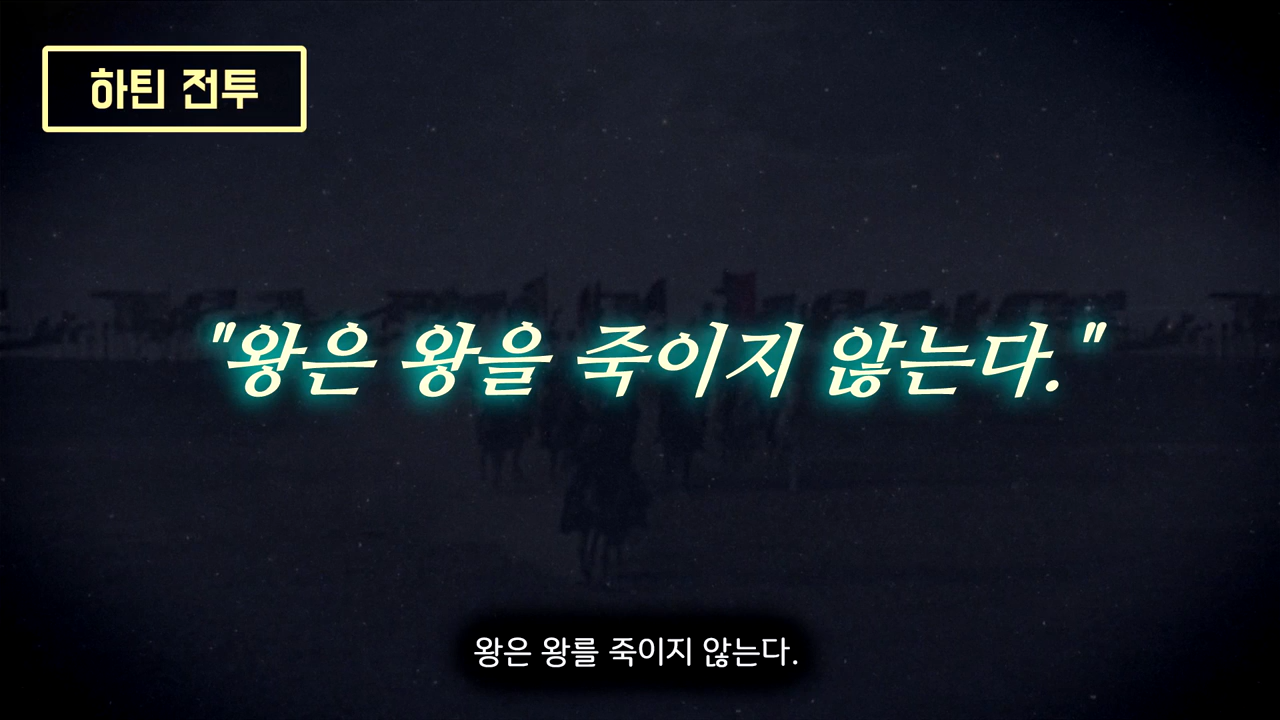 하틴 전투
"왕은 왕을 죽이지 않는다."
왕은 왕를 죽이지 않는다.